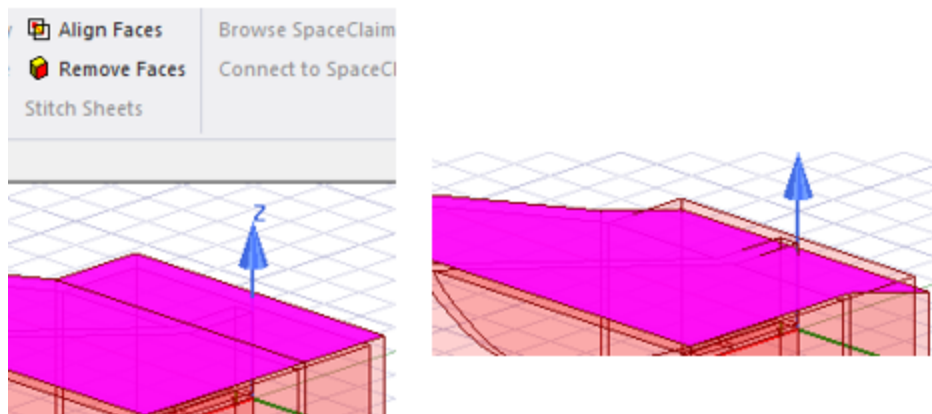 Align Faces
Browse SpaceClaim
Remove Faces
Connect to SpaceCl
Stitch Sheets
Z